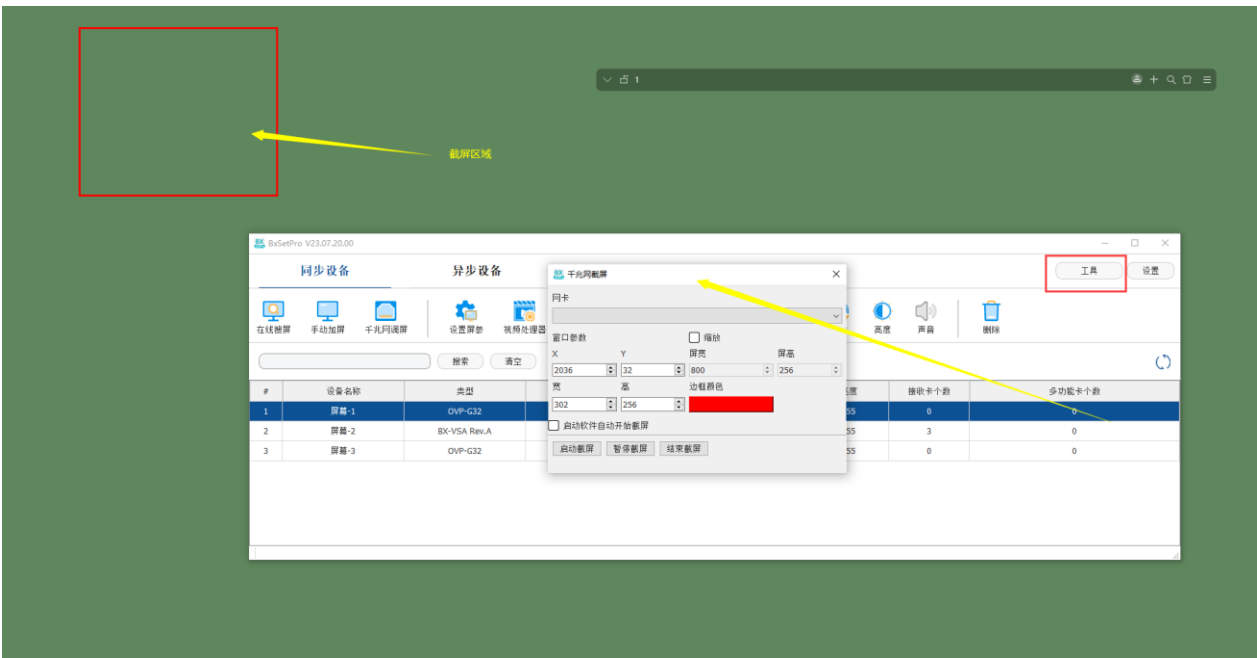 1
截屏区域
BxSetPro V23.07.20.00
同步设备 异步设备 工具 设置
千兆网截屏
网卡
在线搜屏 手动加屏 千兆网调屏 设置屏参 视频处理器 亮度 声音 删除
窗口参数 缩放
X Y 屏宽 屏高
2036 32 800 256
搜索 清空
宽 高 边框颜色
302 256
启动软件自动开始截屏
启动截屏 暂停截屏 结束截屏
# 设备名称 类型 接收卡个数 多功能卡个数
1 屏幕-1 OVP-G32 55 0 0
2 屏幕-2 BX-VSA Rev.A 55 3 0
3 屏幕-3 OVP-G32 55 0 0